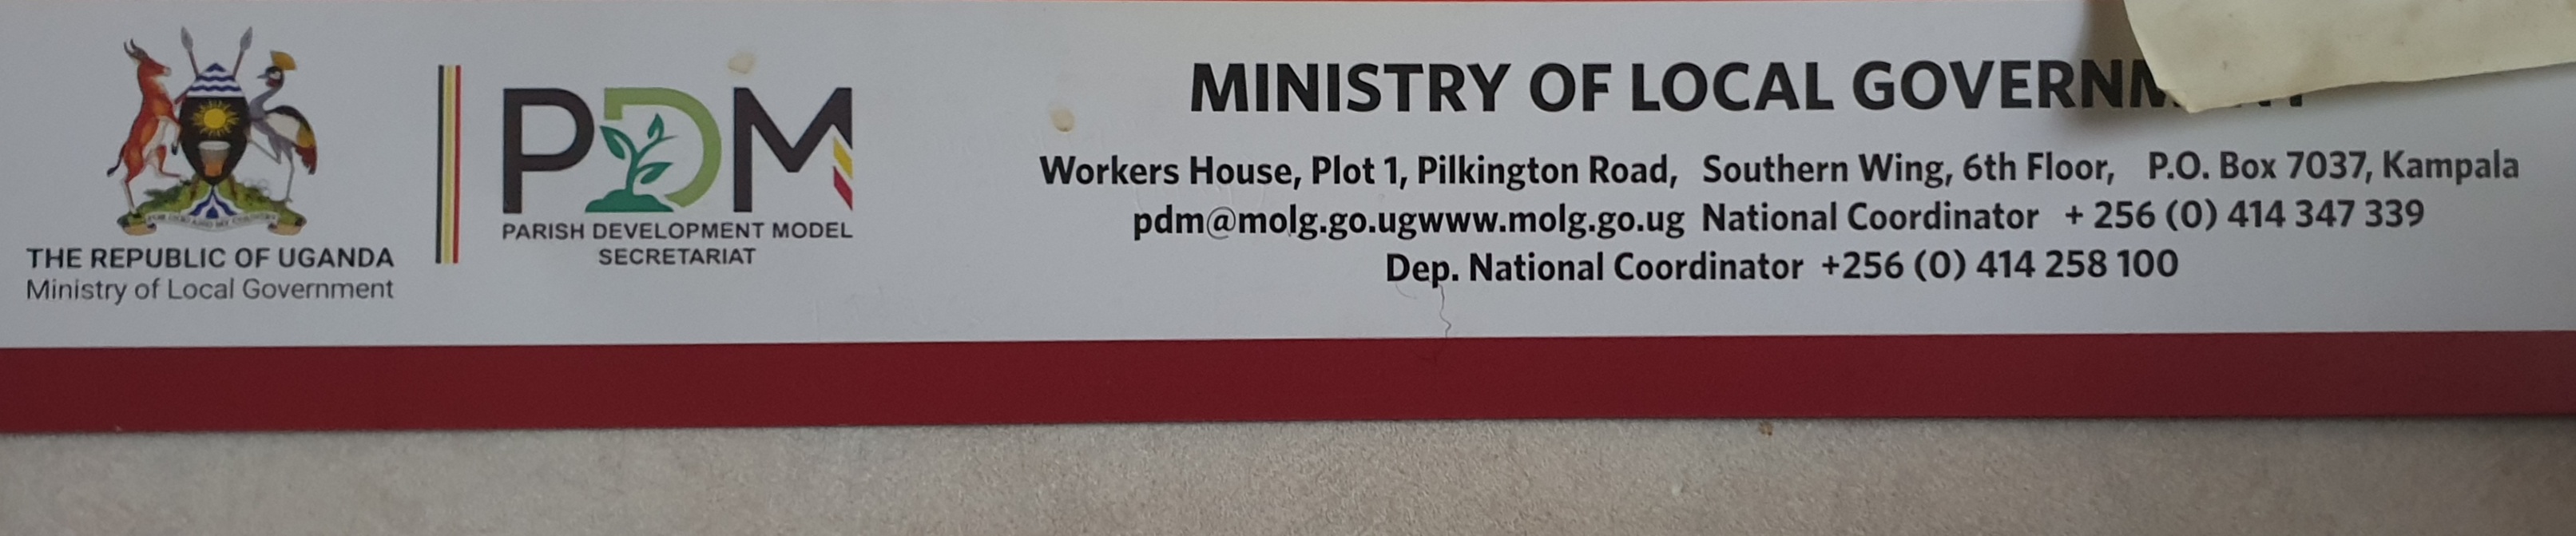 THE REPUBLIC OF UGANDA
Ministry of Local Government
PDM
PARISH DEVELOPMENT MODEL
SECRETARIAT
MINISTRY OF LOCAL
Workers House, Plot 1, Pilkington Road, Southern Wing, 6th Floor, P.O. Box 7037, Kampala
pdm@molg.go.ugwww.molg.go.ug National Coordinator + 256 (0) 414 347 339
Dep. National Coordinator +256 (0) 414 258 100